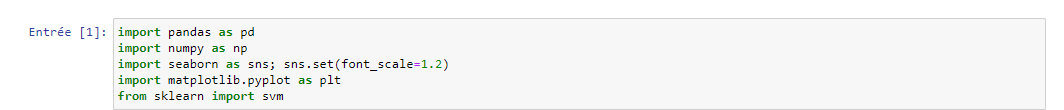 Entrée [1]: import pandas as pd
import numpy as np
import seaborn as sns; sns.set(font_scale=1.2)
import matplotlib.pyplot as plt
from sklearn import svm